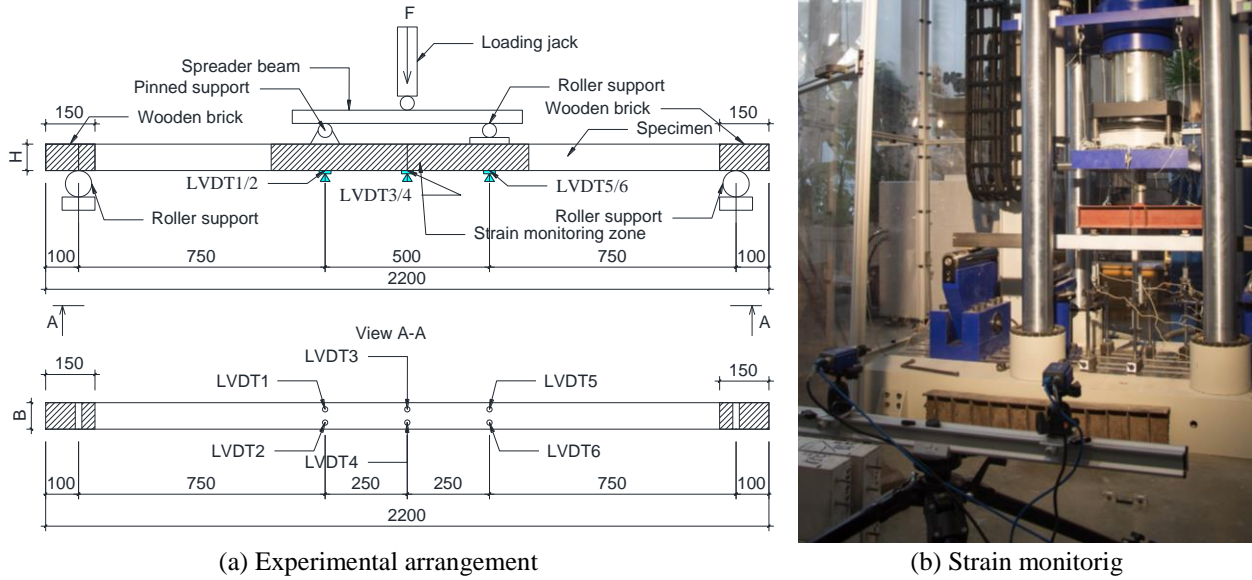 F
Loading jack
Spreader beam
Pinned support
Roller support
150
Wooden brick
Wooden brick
150
Specimen
H
LVDT1/2
LVDT3/4
LVDT5/6
Roller support
Roller support
Strain monitoring zone
100
750
500
750
100
2200
A
A
View A-A
LVDT3
150
150
LVDT1
LVDT5
B
LVDT2
LVDT6
LVDT4
100
750
250
250
750
100
2200
(a) Experimental arrangement
(b) Strain monitorig